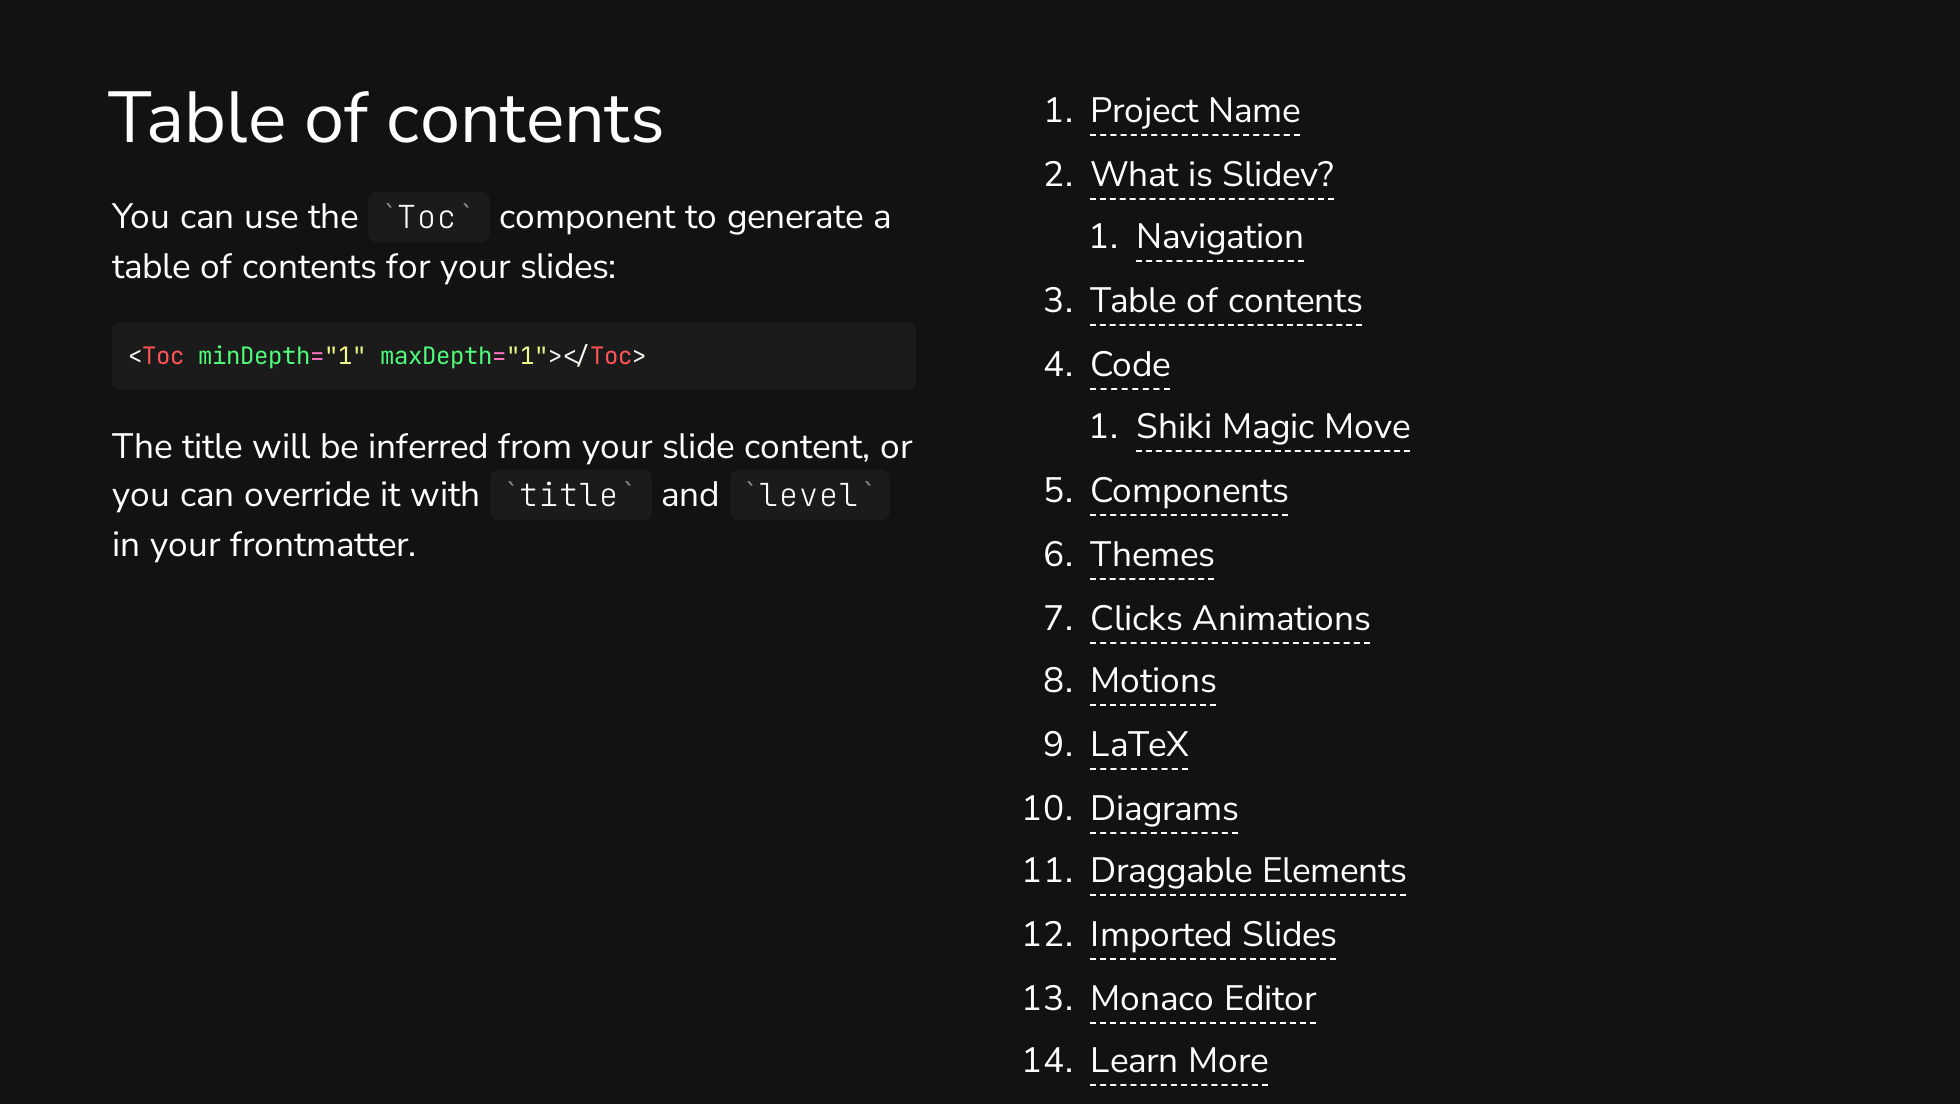 Table of contents
You can use the `Toc` component to generate a
table of contents for your slides:
<Toc minDepth="1" maxDepth="1"></Toc>
The title will be inferred from your slide content, or
you can override it with `title` and `level`
in your frontmatter.
1. Project Name
2. What is Slidev?
1. Navigation
3. Table of contents
4. Code
1. Shiki Magic Move
5. Components
6. Themes
7. Clicks Animations
8. Motions
9. LaTeX
10. Diagrams
11. Draggable Elements
12. Imported Slides
13. Monaco Editor
14. Learn More